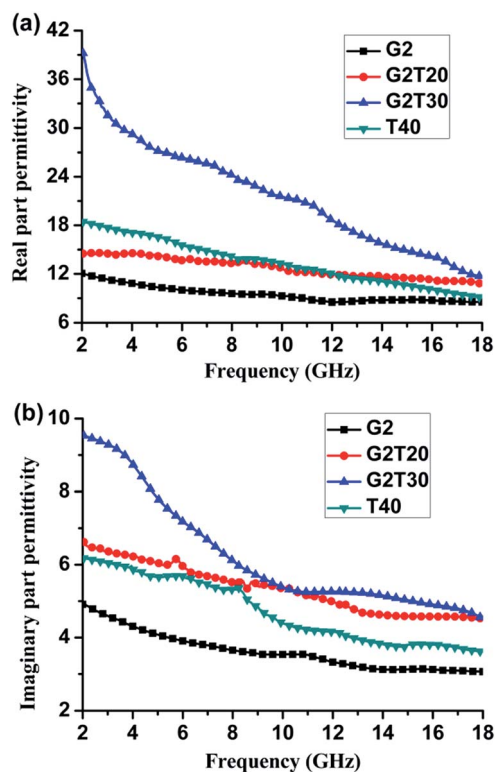 (a)
42
36
30
24
18
12
6
Real part permittivity
G2
G2T20
G2T30
T40
2 4 6 8 10 12 14 16 18
Frequency (GHz)
(b)
10
8
6
4
2
Imaginary part permittivity
G2
G2T20
G2T30
T40
2 4 6 8 10 12 14 16 18
Frequency (GHz)